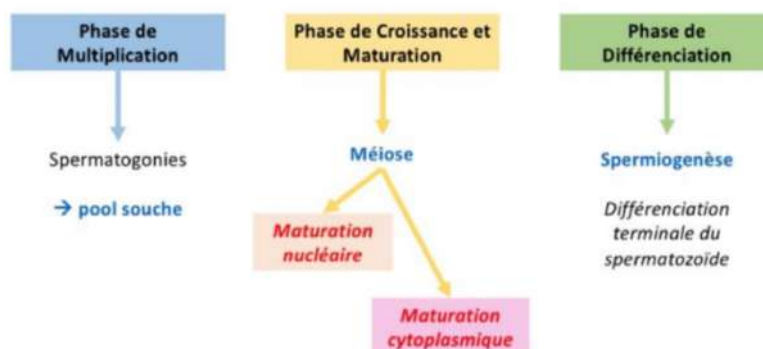 Phase de
Multiplication
Phase de Croissance et
Maturation
Phase de
Différenciation
Spermatogonies
→ pool souche
Méiose
Maturation
nucléaire
Maturation
cytoplasmique
Spermiogenèse
Différenciation
terminale du
spermatozoïde